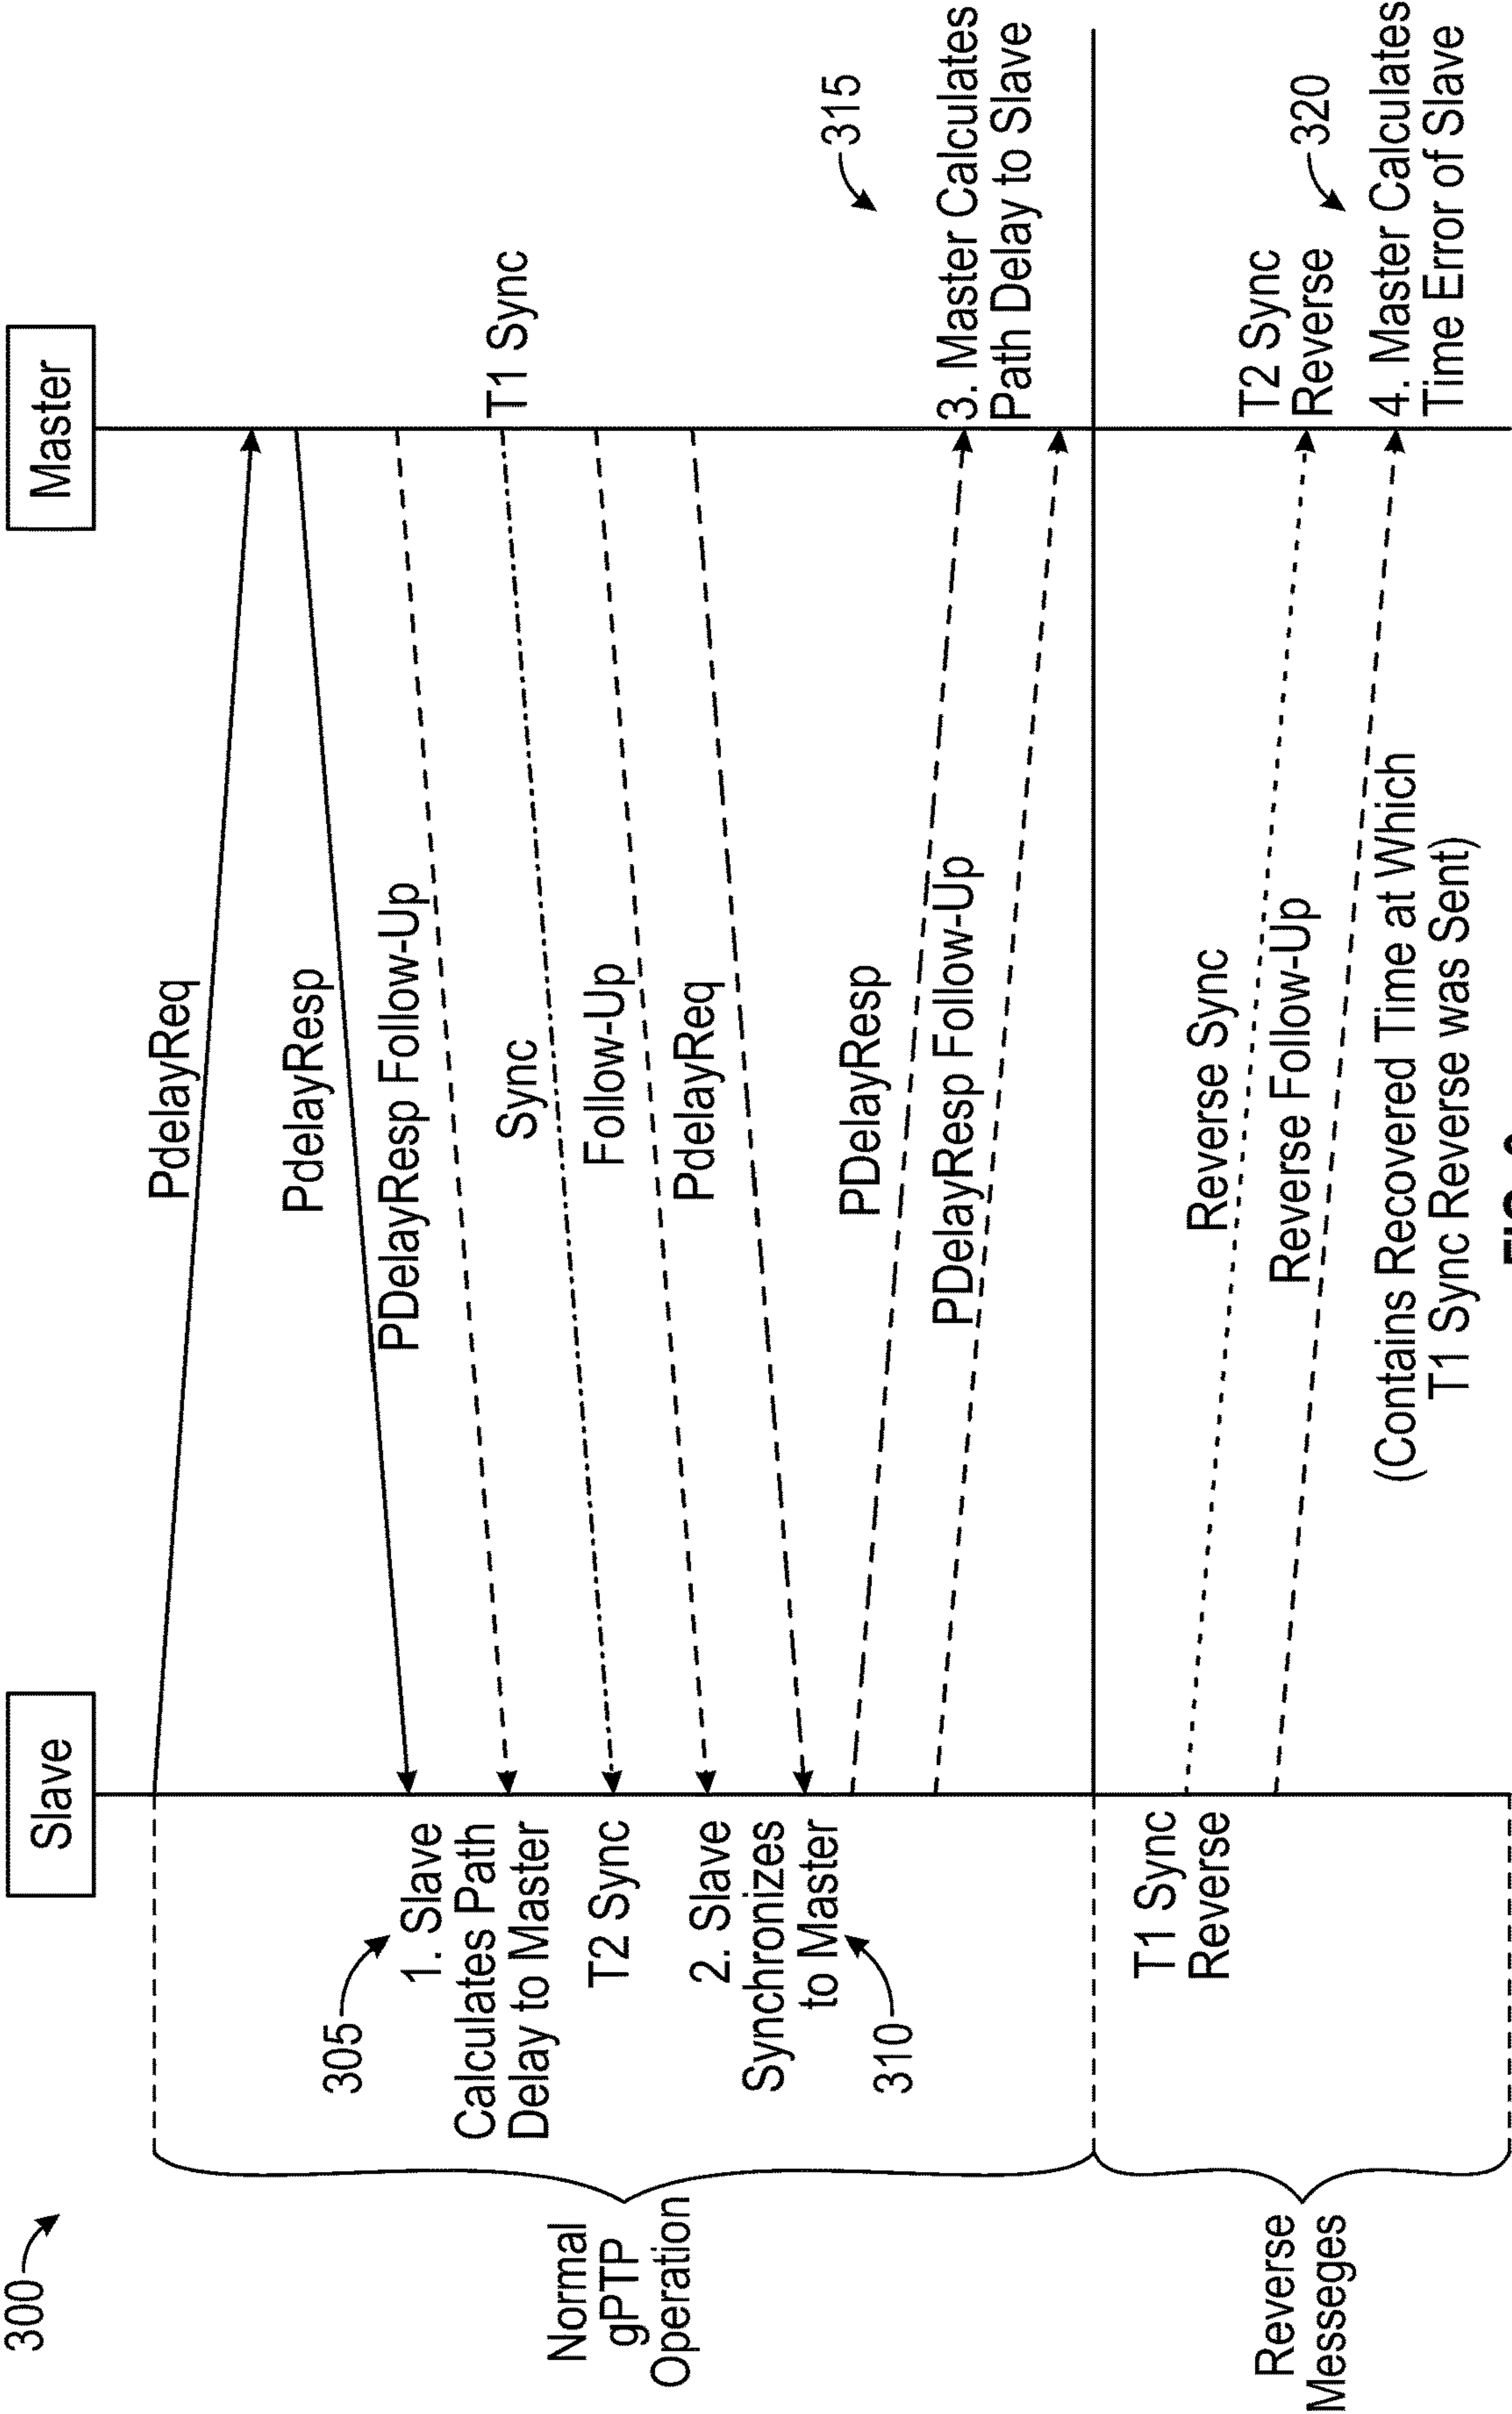 300
Slave
Master
PdelayReq
PdelayResp
305
1. Slave
Calculates Path
Delay to Master
PDelayResp Follow-Up
T1 Sync
Sync
T2 Sync
Follow-Up
Normal
gPTP
Operation
2. Slave
Synchronizes
to Master
310
PdelayReq
PDelayResp
315
3. Master Calculates
Path Delay to Slave
PDelayResp Follow-Up
T1 Sync
Reverse
Reverse Sync
T2 Sync
Reverse
320
Reverse
Messeges
Reverse Follow-Up
4. Master Calculates
Time Error of Slave
(Contains Recovered Time at Which
T1 Sync Reverse was Sent)